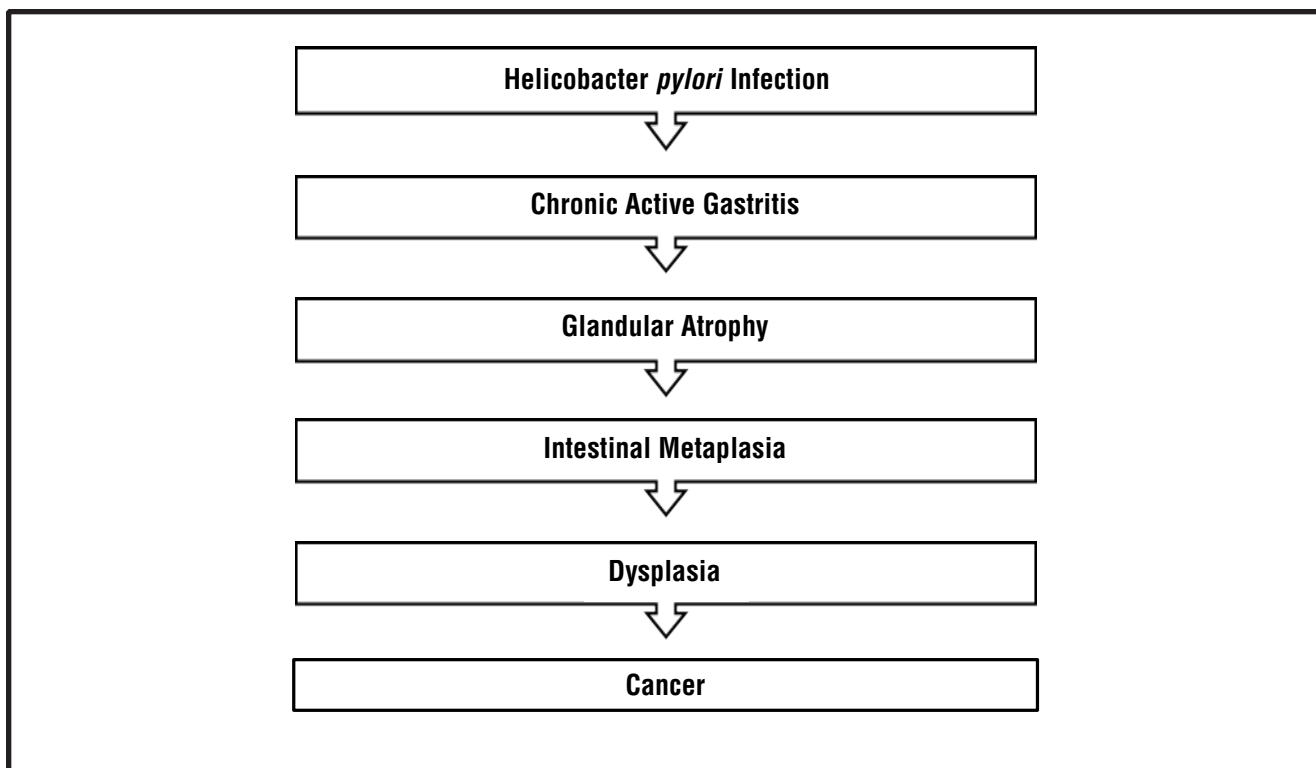 Helicobacter pylori Infection
Chronic Active Gastritis
Glandular Atrophy
Intestinal Metaplasia
Dysplasia
Cancer